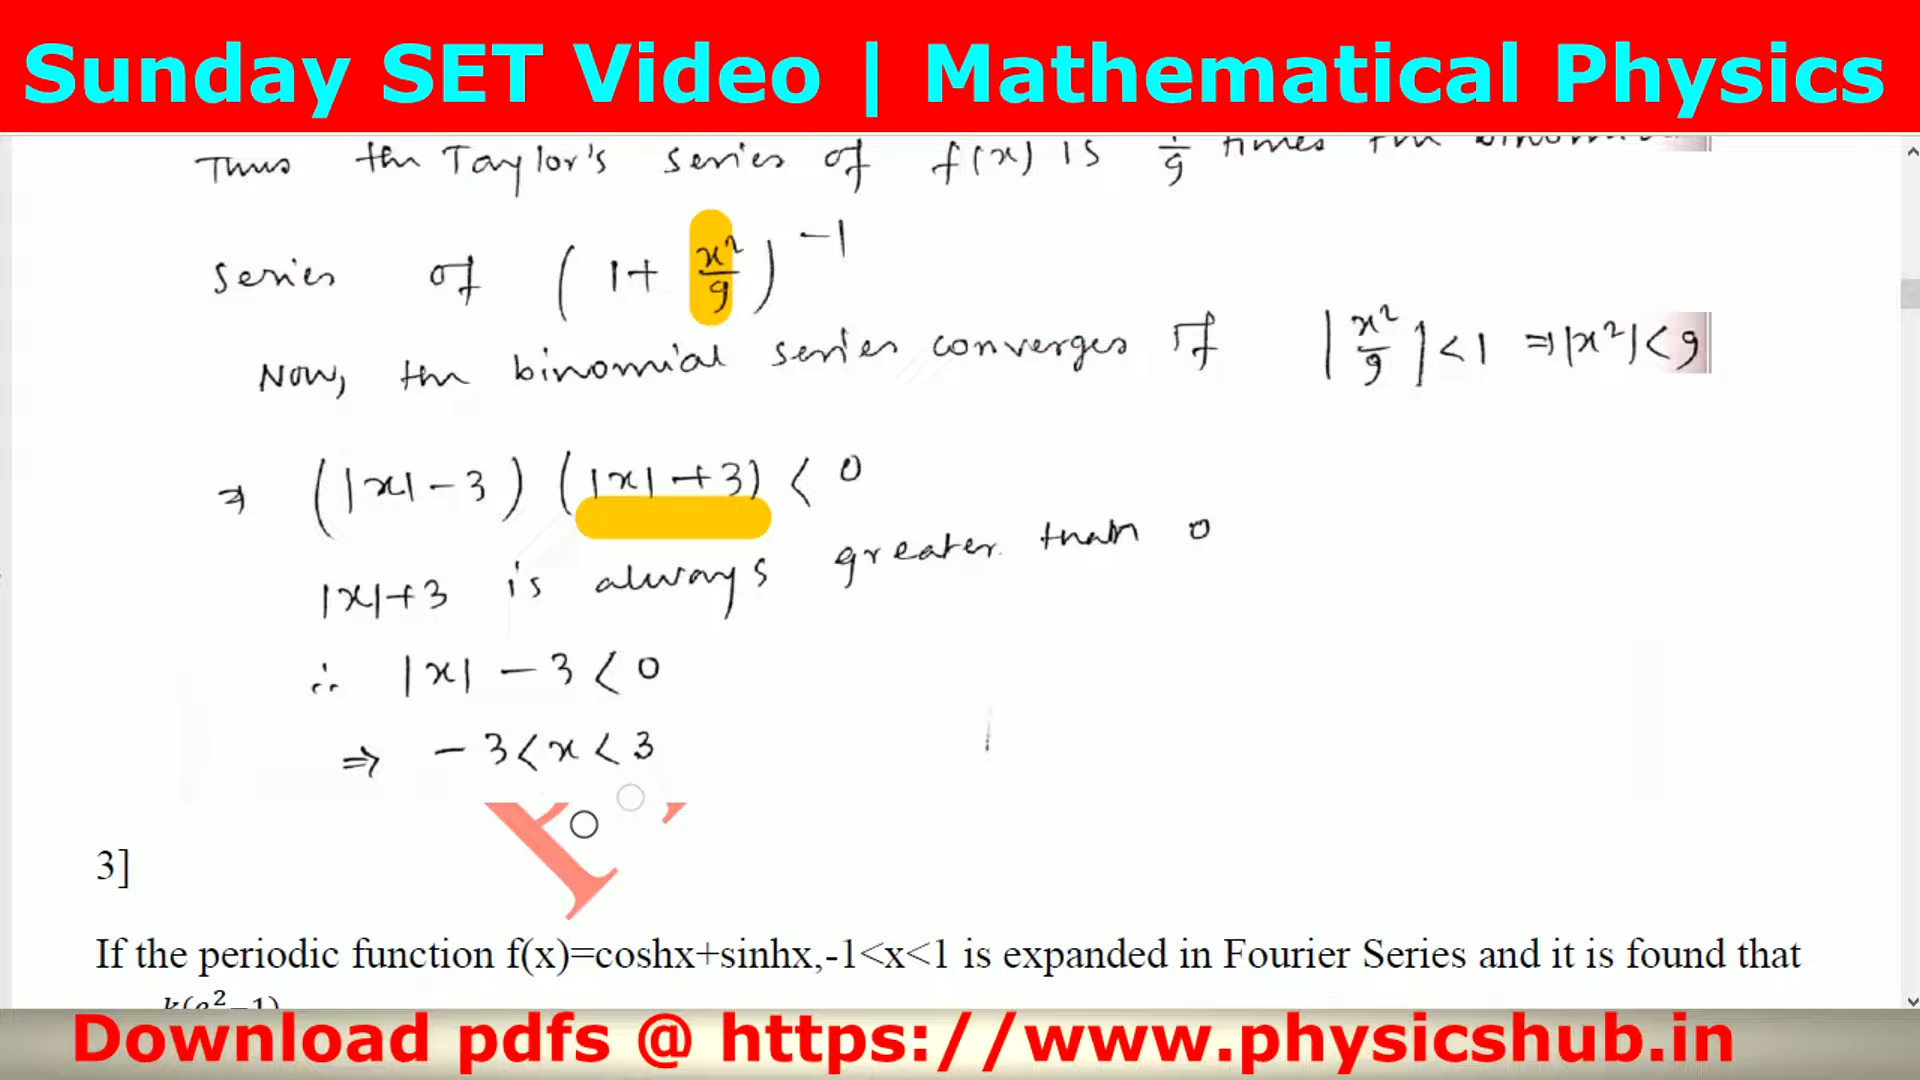 Sunday SET Video | Mathematical Physics
Thus the Taylor's series of f(x) is 1/9 times the
series of (1 + x²/9)⁻¹
Now, the binomial series converges if |x²/9| < 1 ⇒ |x²| < 9
⇒ (|x| - 3) (|x| + 3) < 0
|x| + 3 is always greater than 0
∴ |x| - 3 < 0
⇒ - 3 < x < 3
3]
If the periodic function f(x)=coshx+sinhx,-1<x<1 is expanded in Fourier Series and it is found that
Download pdfs @ https://www.physicshub.in